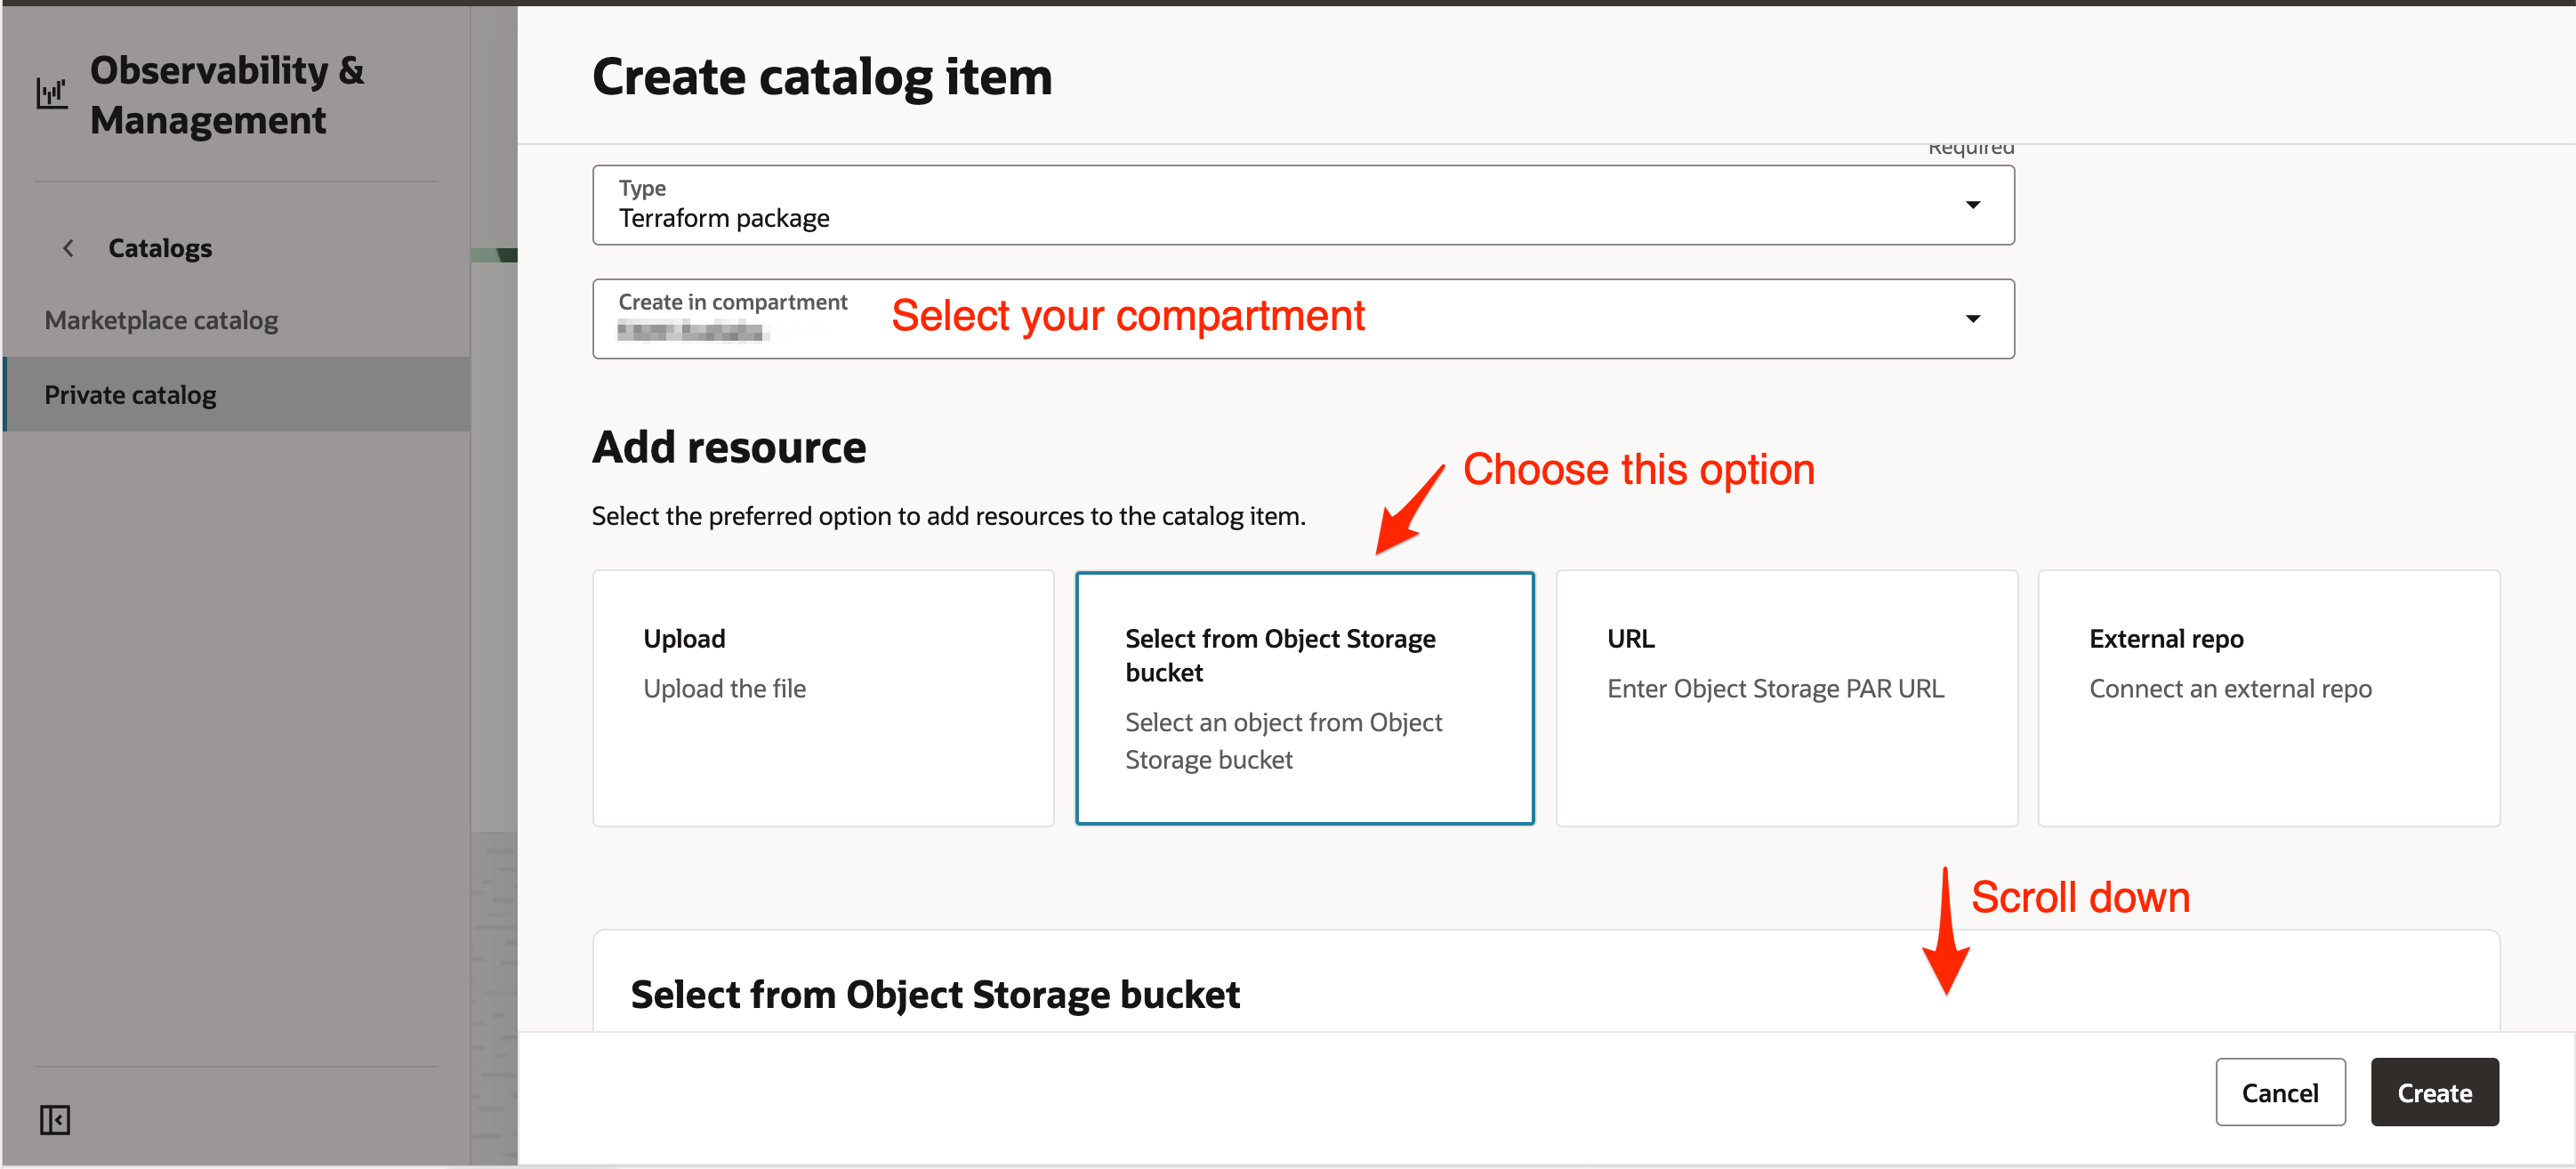 Observability &
Management
Catalogs
Marketplace catalog
Private catalog
Create catalog item
Required
Type
Terraform package
Create in compartment
Select your compartment
Add resource
Choose this option
Select the preferred option to add resources to the catalog item.
Upload
Upload the file
Select from Object Storage
bucket
Select an object from Object
Storage bucket
URL
Enter Object Storage PAR URL
External repo
Connect an external repo
Scroll down
Select from Object Storage bucket
Cancel
Create